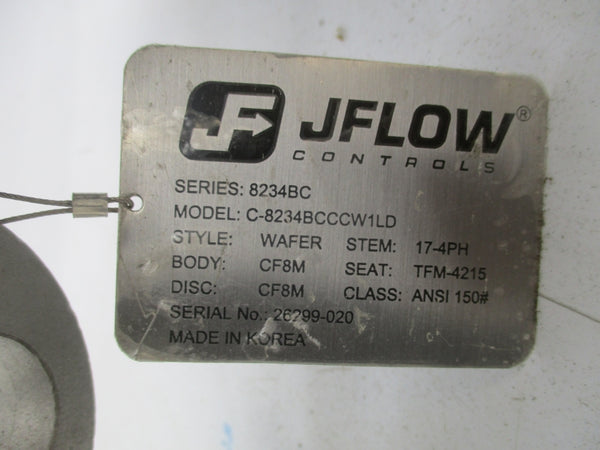 JFLOW®
CONTROLS
SERIES: 8234BC
MODEL: C-8234BCCCW1LD
STYLE: WAFER STEM: 17-4PH
BODY: CF8M SEAT: TFM-4215
DISC: CF8M CLASS: ANSI 150#
SERIAL No.: 26299-020
MADE IN KOREA